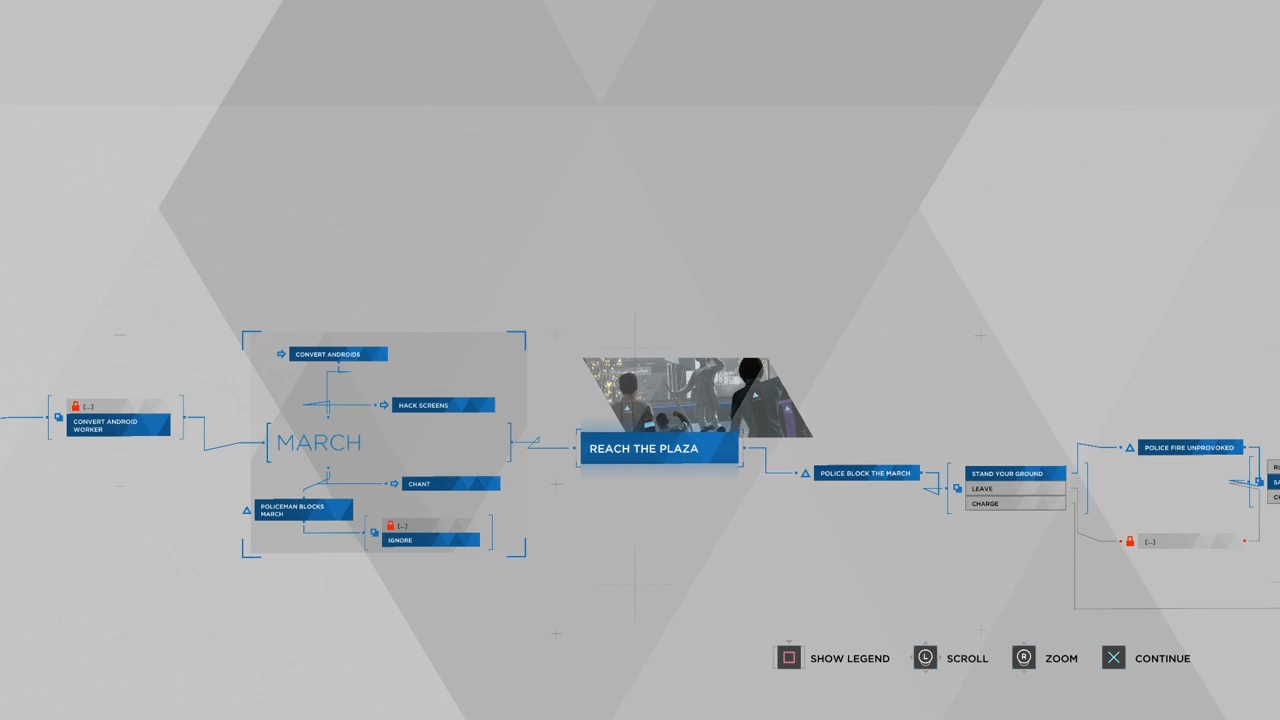 [...]
CONVERT ANDROID
WORKER
CONVERT ANDROIDS
HACK SCREENS
MARCH
CHANT
POLICEMAN BLOCKS
MARCH
[...]
IGNORE
REACH THE PLAZA
POLICE BLOCK THE MARCH
STAND YOUR GROUND
LEAVE
CHARGE
POLICE FIRE UNPROVOKED
[...]
SHOW LEGEND
L
SCROLL
R
ZOOM
CONTINUE